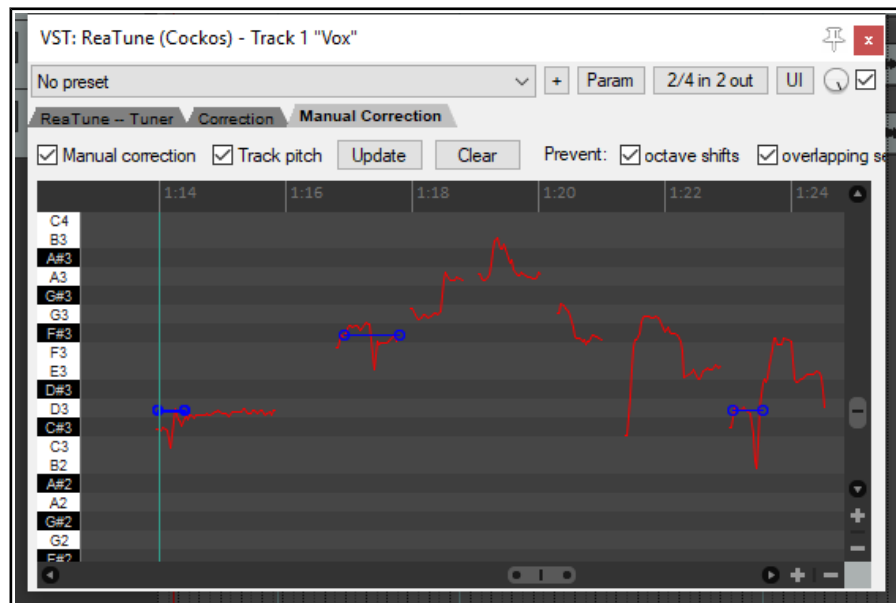 VST: ReaTune (Cockos) - Track 1 "Vox"
x
No preset
+ Param 2/4 in 2 out UI
ReaTune -- Tuner Correction Manual Correction
Manual correction Track pitch Update Clear Prevent: octave shifts overlapping se
1:14 1:16 1:18 1:20 1:22 1:24
C4
B3
A#3
A3
G#3
G3
F#3
F3
E3
D#3
D3
C#3
C3
B2
A#2
A2
G#2
G2
F#2